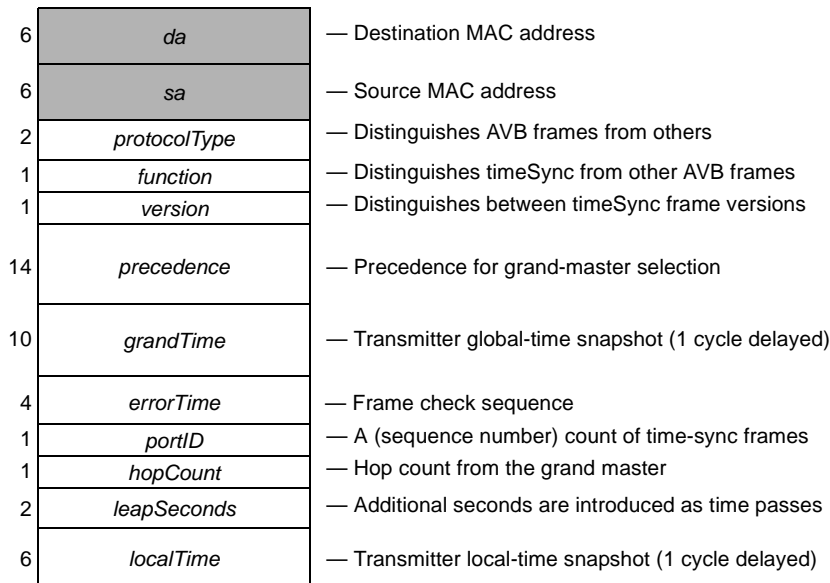 6 da — Destination MAC address
6 sa — Source MAC address
2 protocolType — Distinguishes AVB frames from others
1 function — Distinguishes timeSync from other AVB frames
1 version — Distinguishes between timeSync frame versions
14 precedence — Precedence for grand-master selection
10 grandTime — Transmitter global-time snapshot (1 cycle delayed)
4 errorTime — Frame check sequence
1 portID — A (sequence number) count of time-sync frames
1 hopCount — Hop count from the grand master
2 leapSeconds — Additional seconds are introduced as time passes
6 localTime — Transmitter local-time snapshot (1 cycle delayed)